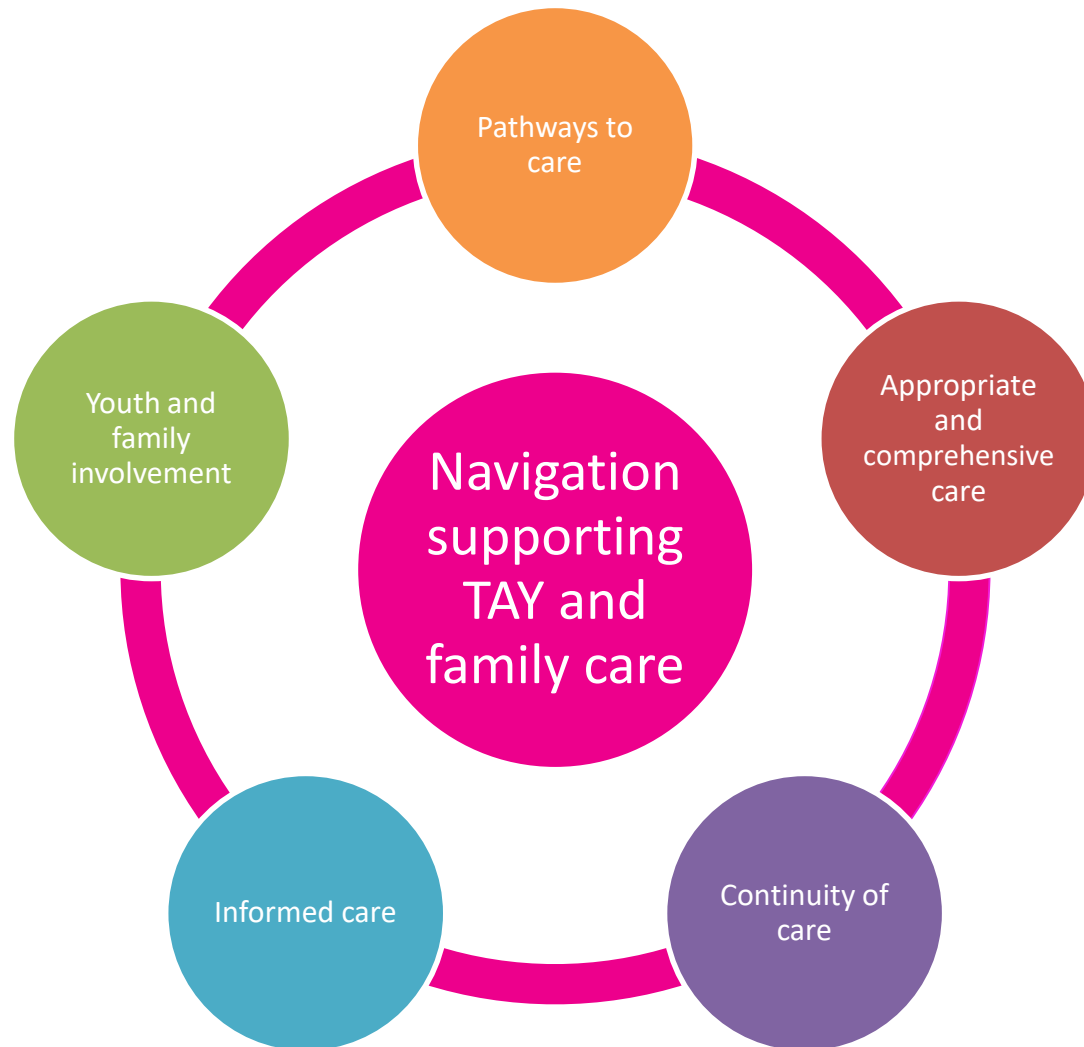 Pathways to
care
Appropriate
and
comprehensive
care
Youth and
family
involvement
Navigation
supporting
TAY and
family care
Informed care
Continuity of
care